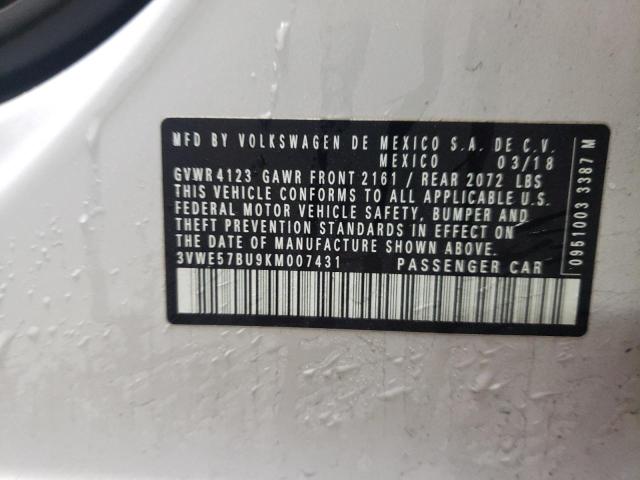 MFD BY VOLKSWAGEN DE MEXICO S.A. DE C.V.
MEXICO 03/18
GVWR 4123 GAWR FRONT 2161 / REAR 2072 LBS
THIS VEHICLE CONFORMS TO ALL APPLICABLE U.S.
FEDERAL MOTOR VEHICLE SAFETY, BUMPER AND
THEFT PREVENTION STANDARDS IN EFFECT ON
THE DATE OF MANUFACTURE SHOWN ABOVE.
3VWE57BU9KM007431 PASSENGER CAR
0951003 3387 M